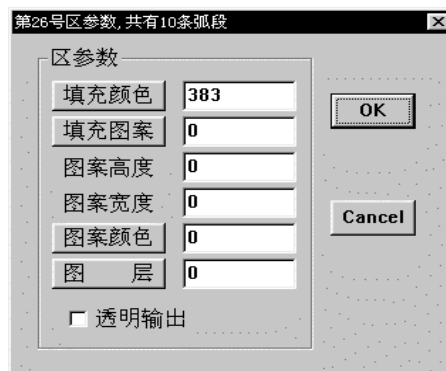 第26号区参数,共有10条弧段
区参数
填充颜色 383
填充图案 0
图案高度 0
图案宽度 0
图案颜色 0
图 层 0
透明输出
OK
Cancel